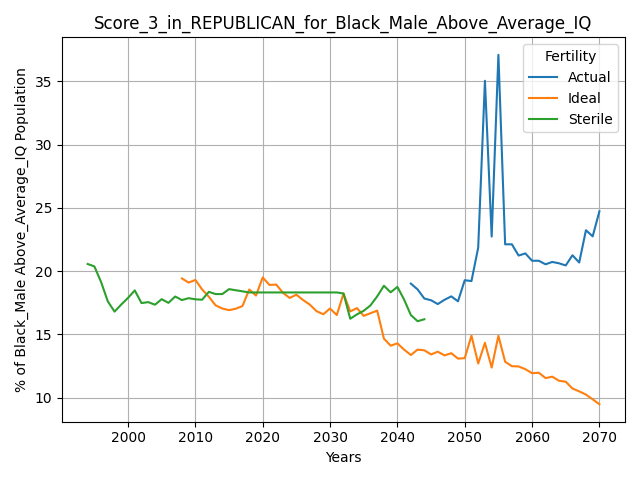 Score_3_in_REPUBLICAN_for_Black_Male_Above_Average_IQ
% of Black_Male Above_Average_IQ Population
35
30
25
20
15
10
Fertility
Actual
Ideal
Sterile
2000 2010 2020 2030 2040 2050 2060 2070
Years